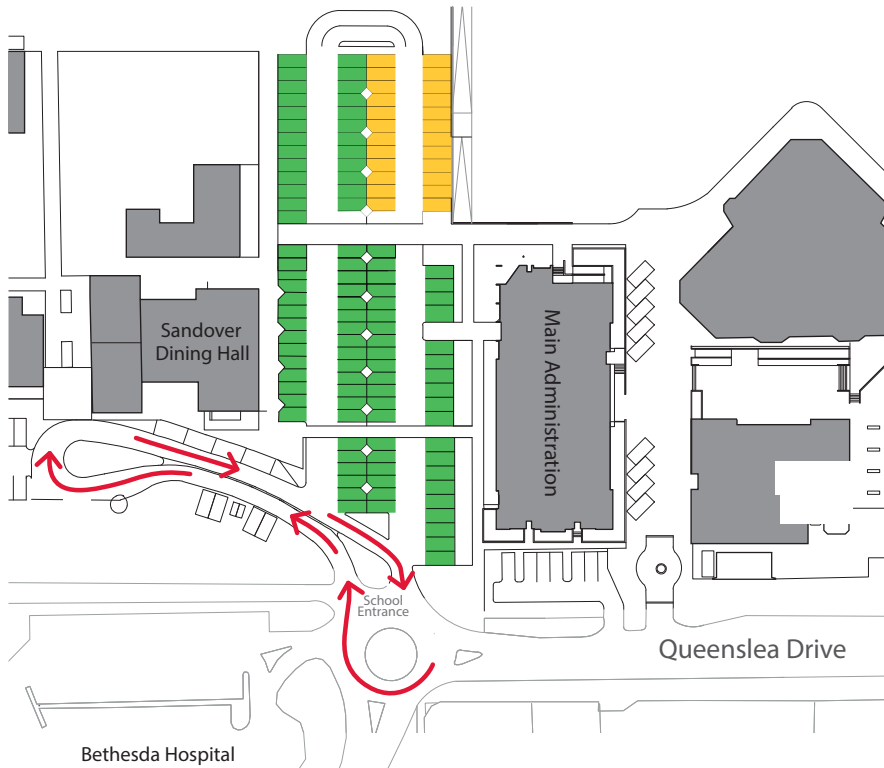 Sandover
Dining Hall
Main Administration
School
Entrance
Queenslea Drive
Bethesda Hospital